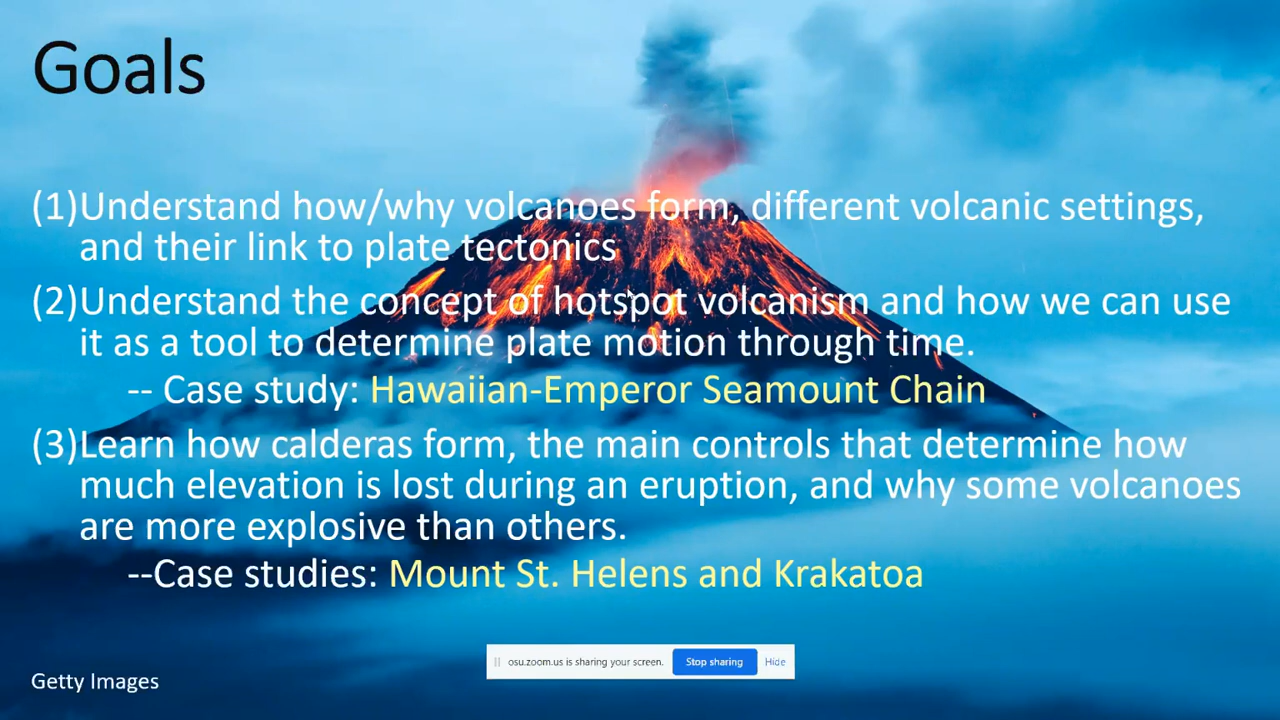 Goals
(1)Understand how/why volcanoes form, different volcanic settings,
and their link to plate tectonics
(2)Understand the concept of hotspot volcanism and how we can use
it as a tool to determine plate motion through time.
-- Case study: Hawaiian-Emperor Seamount Chain
(3)Learn how calderas form, the main controls that determine how
much elevation is lost during an eruption, and why some volcanoes
are more explosive than others.
--Case studies: Mount St. Helens and Krakatoa
osu.zoom.us is sharing your screen. Stop sharing Hide
Getty Images